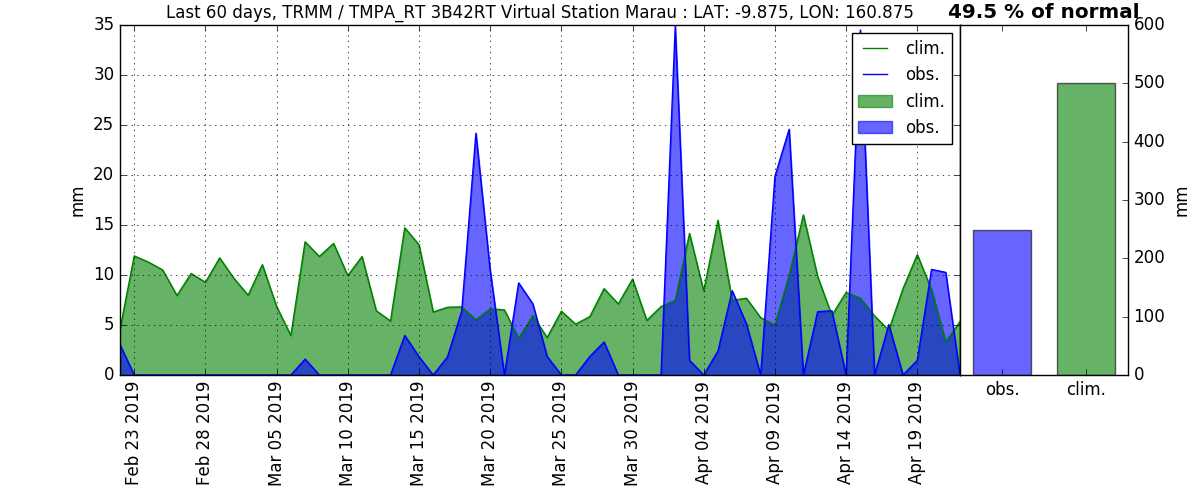 Last 60 days, TRMM / TMPA_RT 3B42RT Virtual Station Marau : LAT: -9.875, LON: 160.875
49.5 % of normal
35
30
25
20
15
10
5
0
mm
clim.
obs.
clim.
obs.
600
500
400
300
200
100
0
mm
obs.
clim.
Feb 23 2019
Feb 28 2019
Mar 05 2019
Mar 10 2019
Mar 15 2019
Mar 20 2019
Mar 25 2019
Mar 30 2019
Apr 04 2019
Apr 09 2019
Apr 14 2019
Apr 19 2019